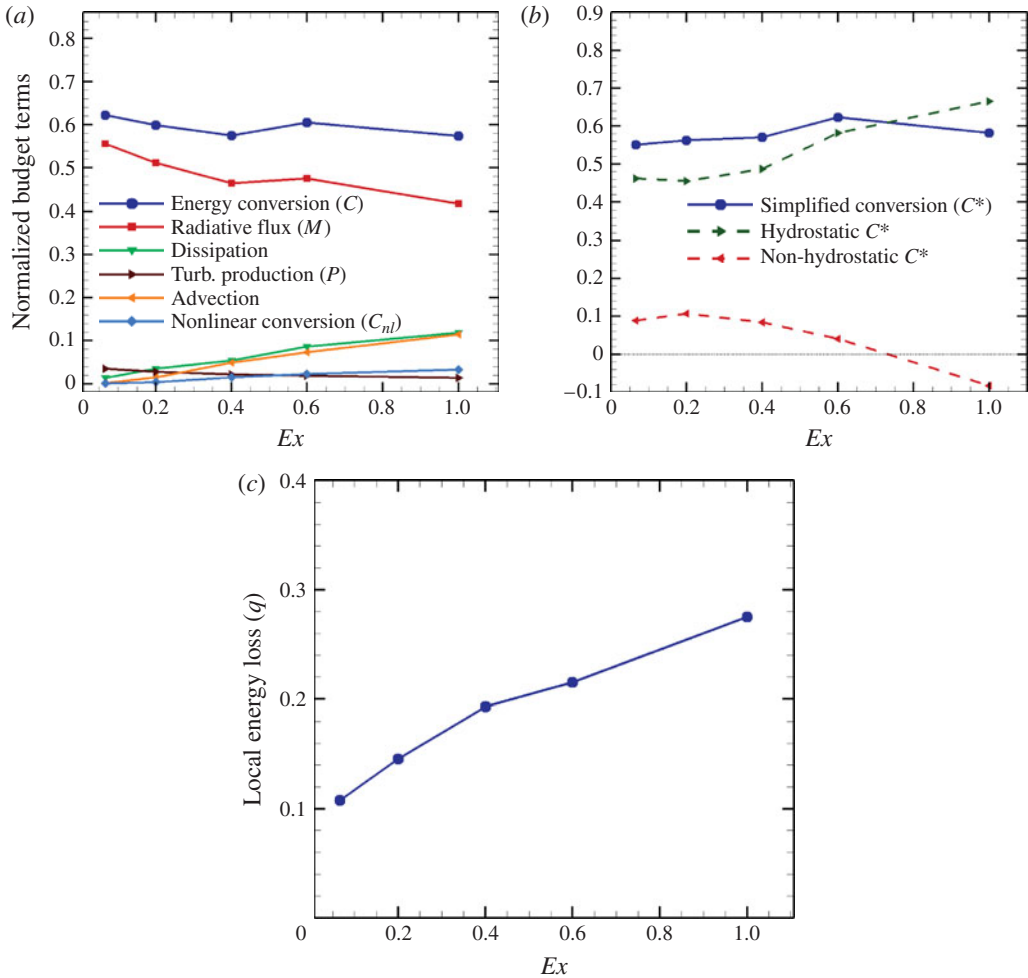 (a)
Normalized budget terms
0.8
0.7
0.6
0.5
0.4
0.3
0.2
0.1
0
Energy conversion (C)
Radiative flux (M)
Dissipation
Turb. production (P)
Advection
Nonlinear conversion (Cnl)
0 0.2 0.4 0.6 0.8 1.0
Ex
(b)
0.9
0.8
0.7
0.6
0.5
0.4
0.3
0.2
0.1
0
−0.1
Simplified conversion (C*)
Hydrostatic C*
Non-hydrostatic C*
0 0.2 0.4 0.6 0.8 1.0
Ex
(c)
Local energy loss (q)
0.4
0.3
0.2
0.1
0 0.2 0.4 0.6 0.8 1.0
Ex